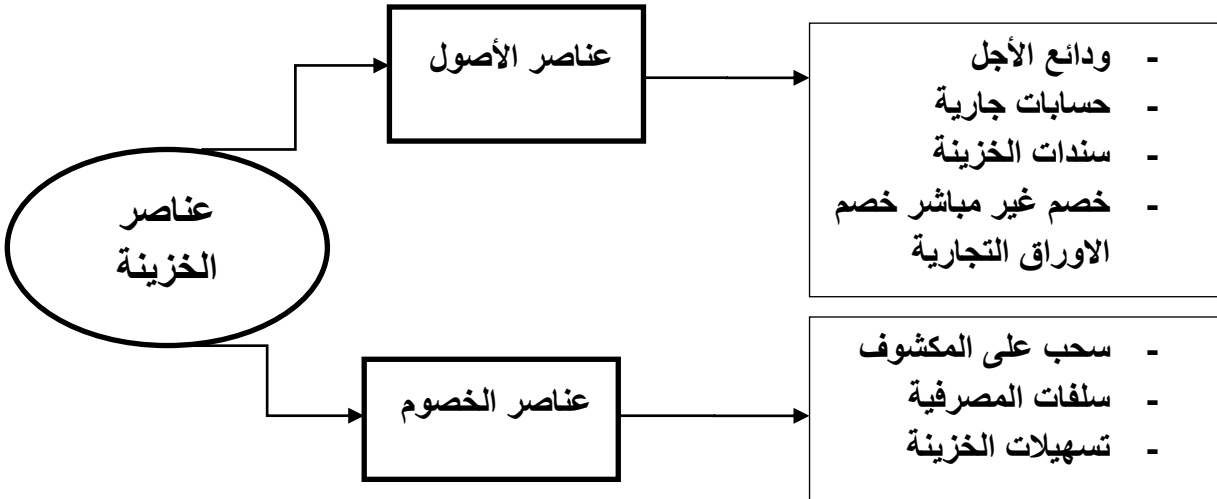 عناصر
الخزينة
عناصر الأصول
- ودائع الأجل
- حسابات جارية
- سندات الخزينة
- خصم غير مباشر خصم
الاوراق التجارية
عناصر الخصوم
- سحب على المكشوف
- سلفات المصرفية
- تسهيلات الخزينة